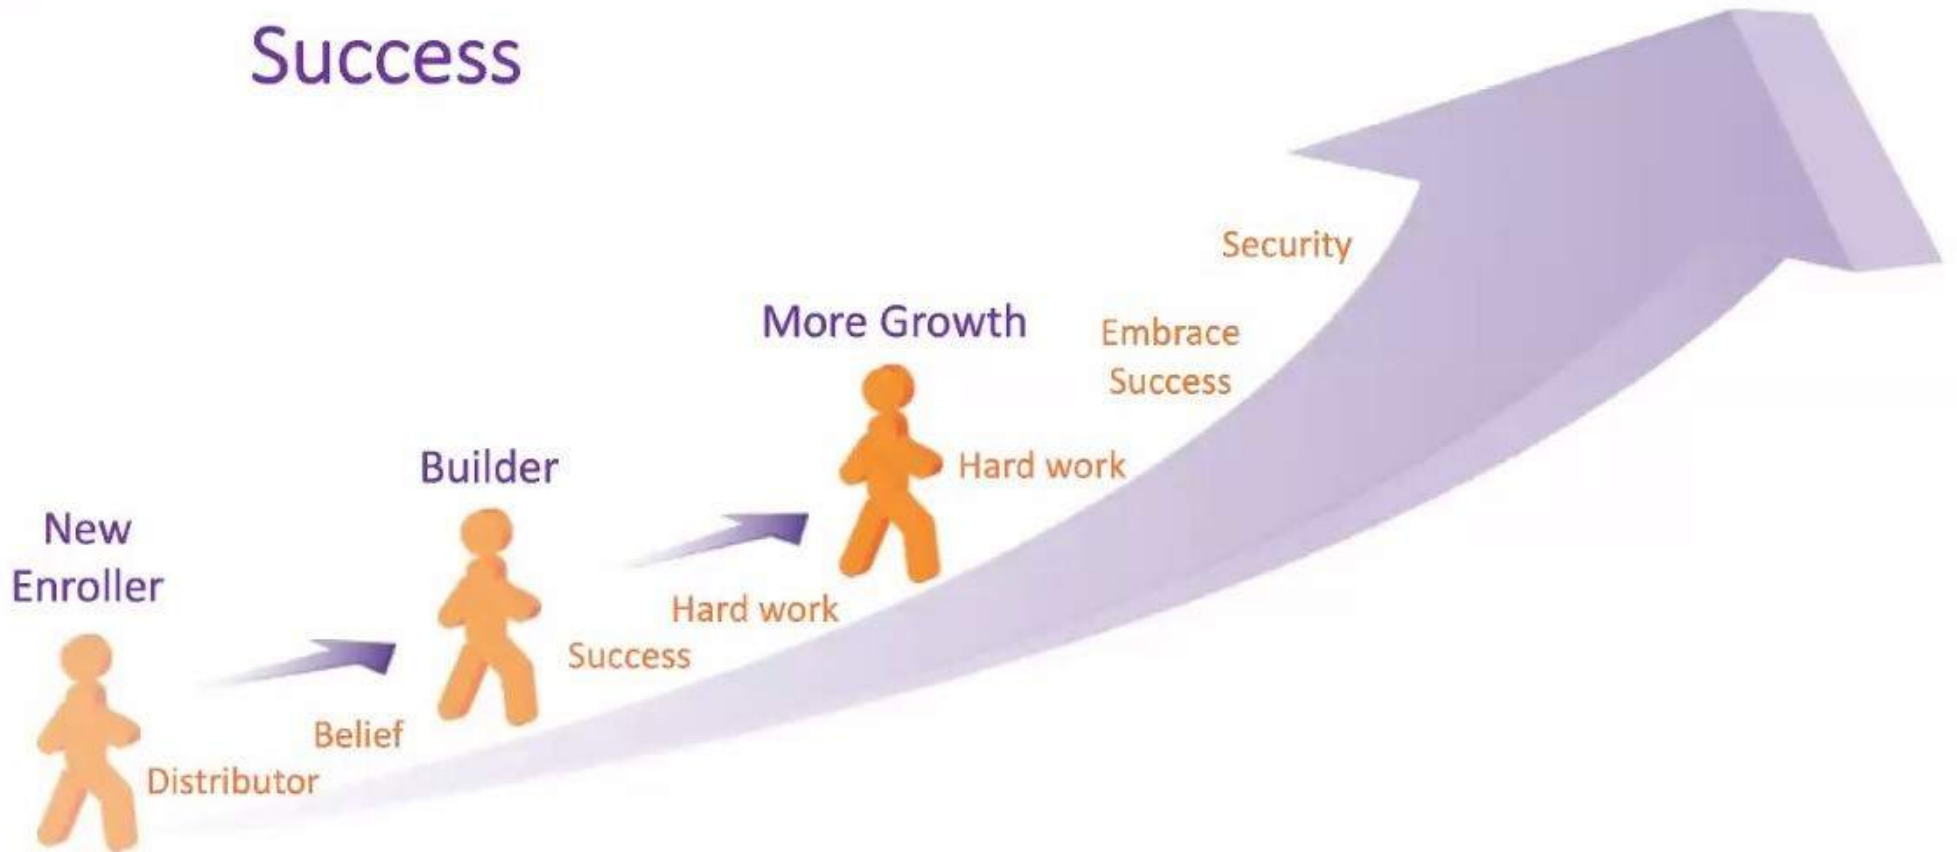 Success
New
Enroller
Distributor
Belief
Builder
Success
Hard work
More Growth
Hard work
Embrace
Success
Security